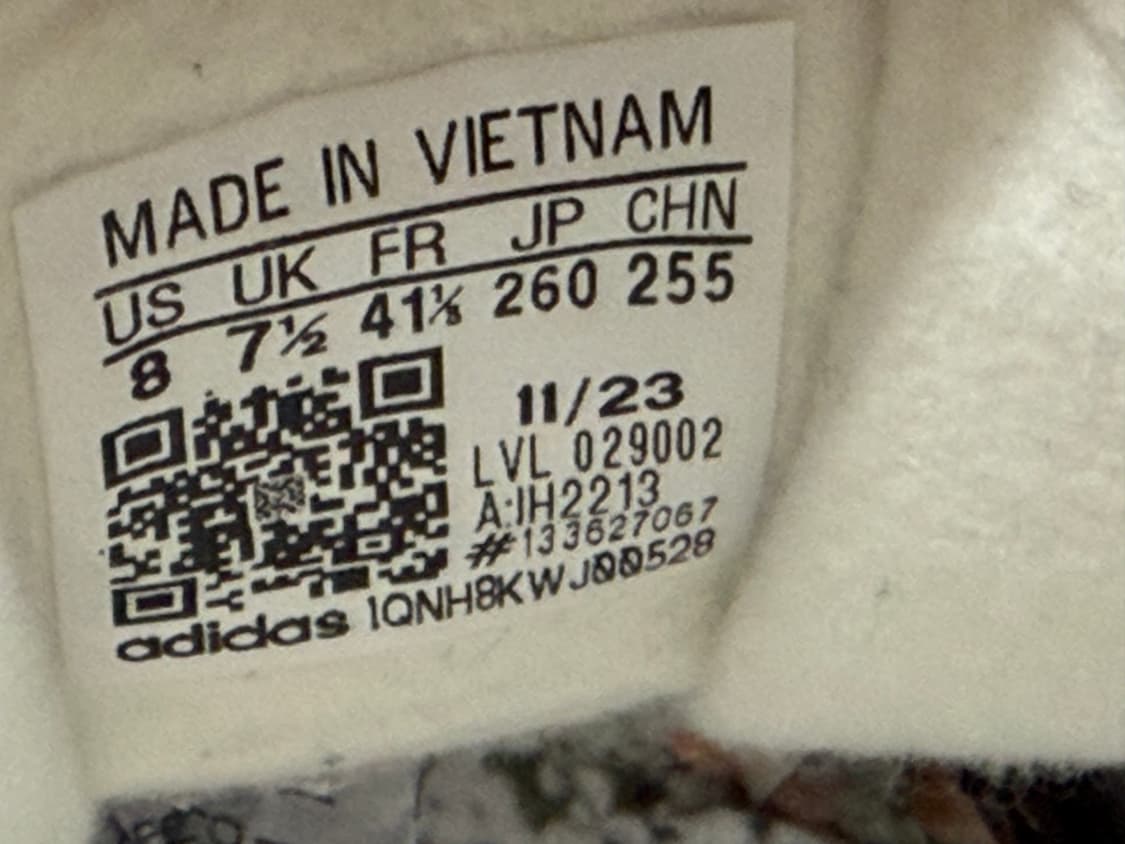 MADE IN VIETNAM
US UK FR JP CHN
8 7½ 41⅓ 260 255
11/23
LVL 029002
A:IH2213
#133627067
adidas 1QNH8KWJ00528